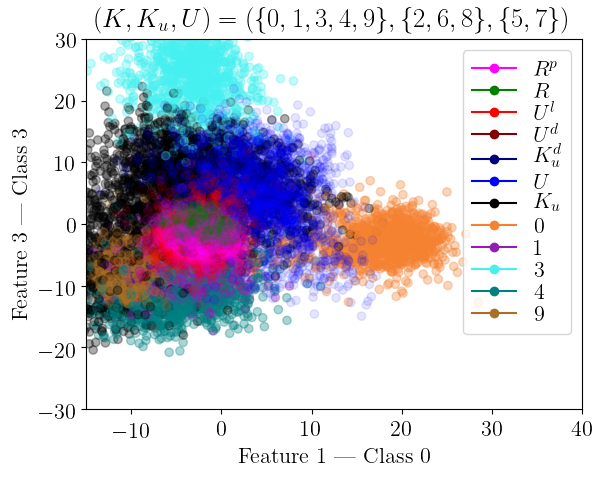 (K, K_u, U) = ({0, 1, 3, 4, 9}, {2, 6, 8}, {5, 7})
30
20
10
0
−10
−20
−30
−10
0
10
20
30
40
Feature 3 — Class 3
Feature 1 — Class 0
R^p
R
U^l
U^d
K_u^d
U
K_u
0
1
3
4
9